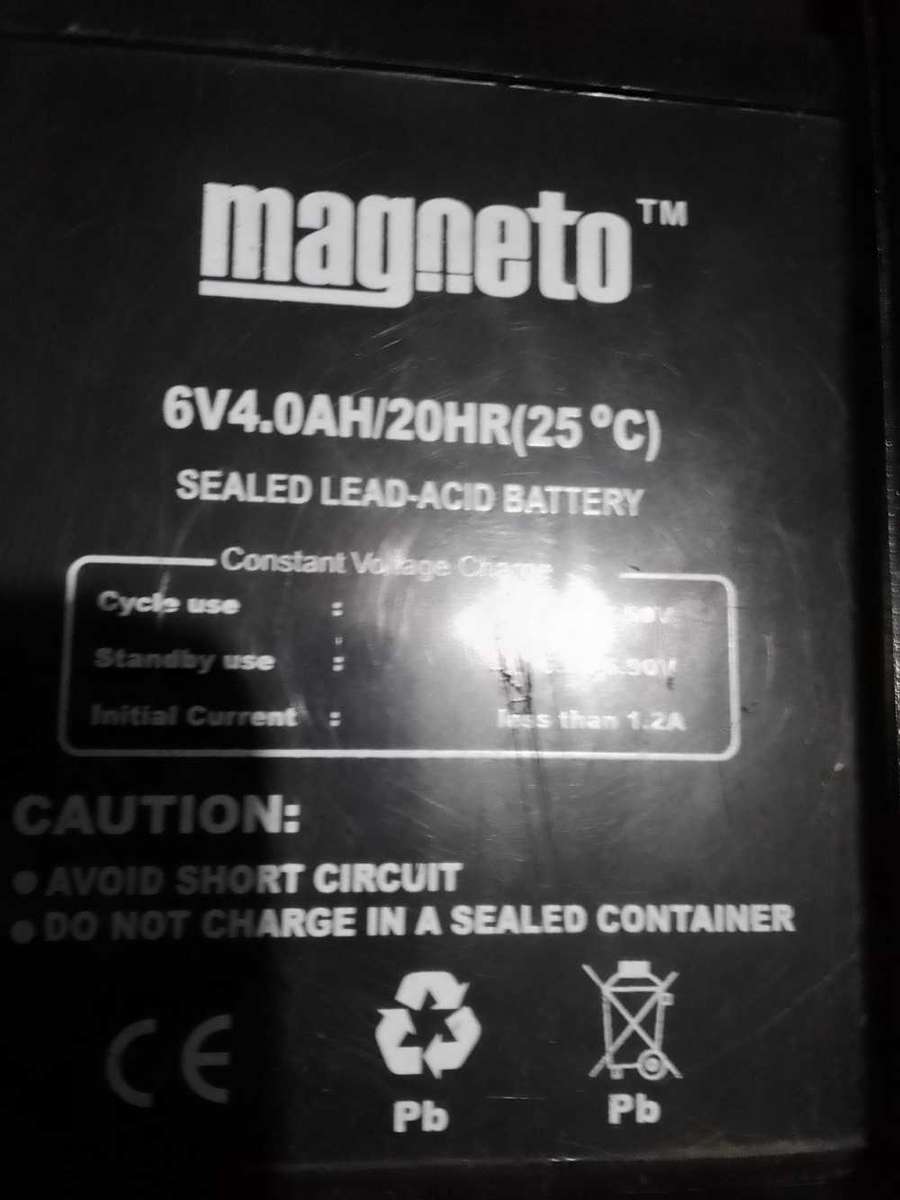 magneto™
6V4.0AH/20HR(25 °C)
SEALED LEAD-ACID BATTERY
Constant Voltage Charge
Cycle use :
Standby use :
Initial Current : less than 1.2A
CAUTION:
● AVOID SHORT CIRCUIT
● DO NOT CHARGE IN A SEALED CONTAINER
CE
Pb Pb